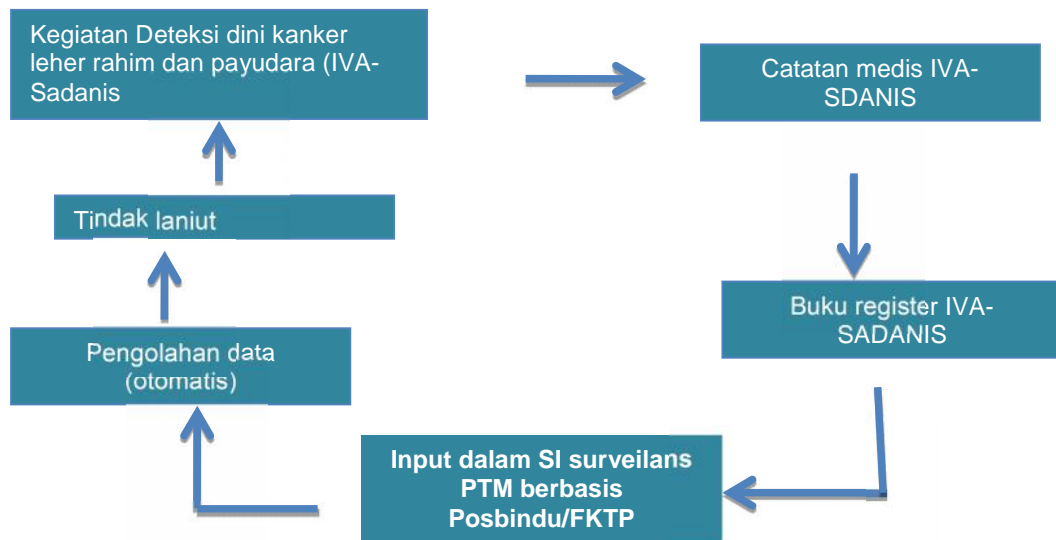 Kegiatan Deteksi dini kanker
leher rahim dan payudara (IVA-
Sadanis
Catatan medis IVA-
SDANIS
Buku register IVA-
SADANIS
Input dalam SI surveilans
PTM berbasis
Posbindu/FKTP
Pengolahan data
(otomatis)
Tindak laniut